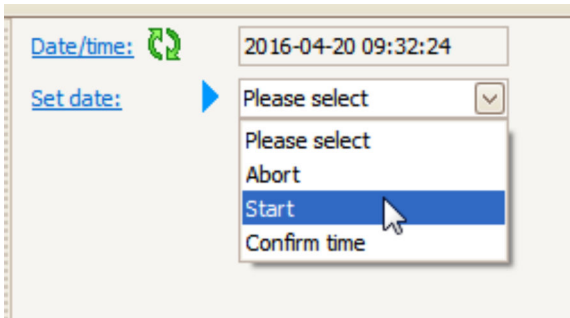 Date/time: 2016-04-20 09:32:24
Set date: Please select
Please select
Abort
Start
Confirm time